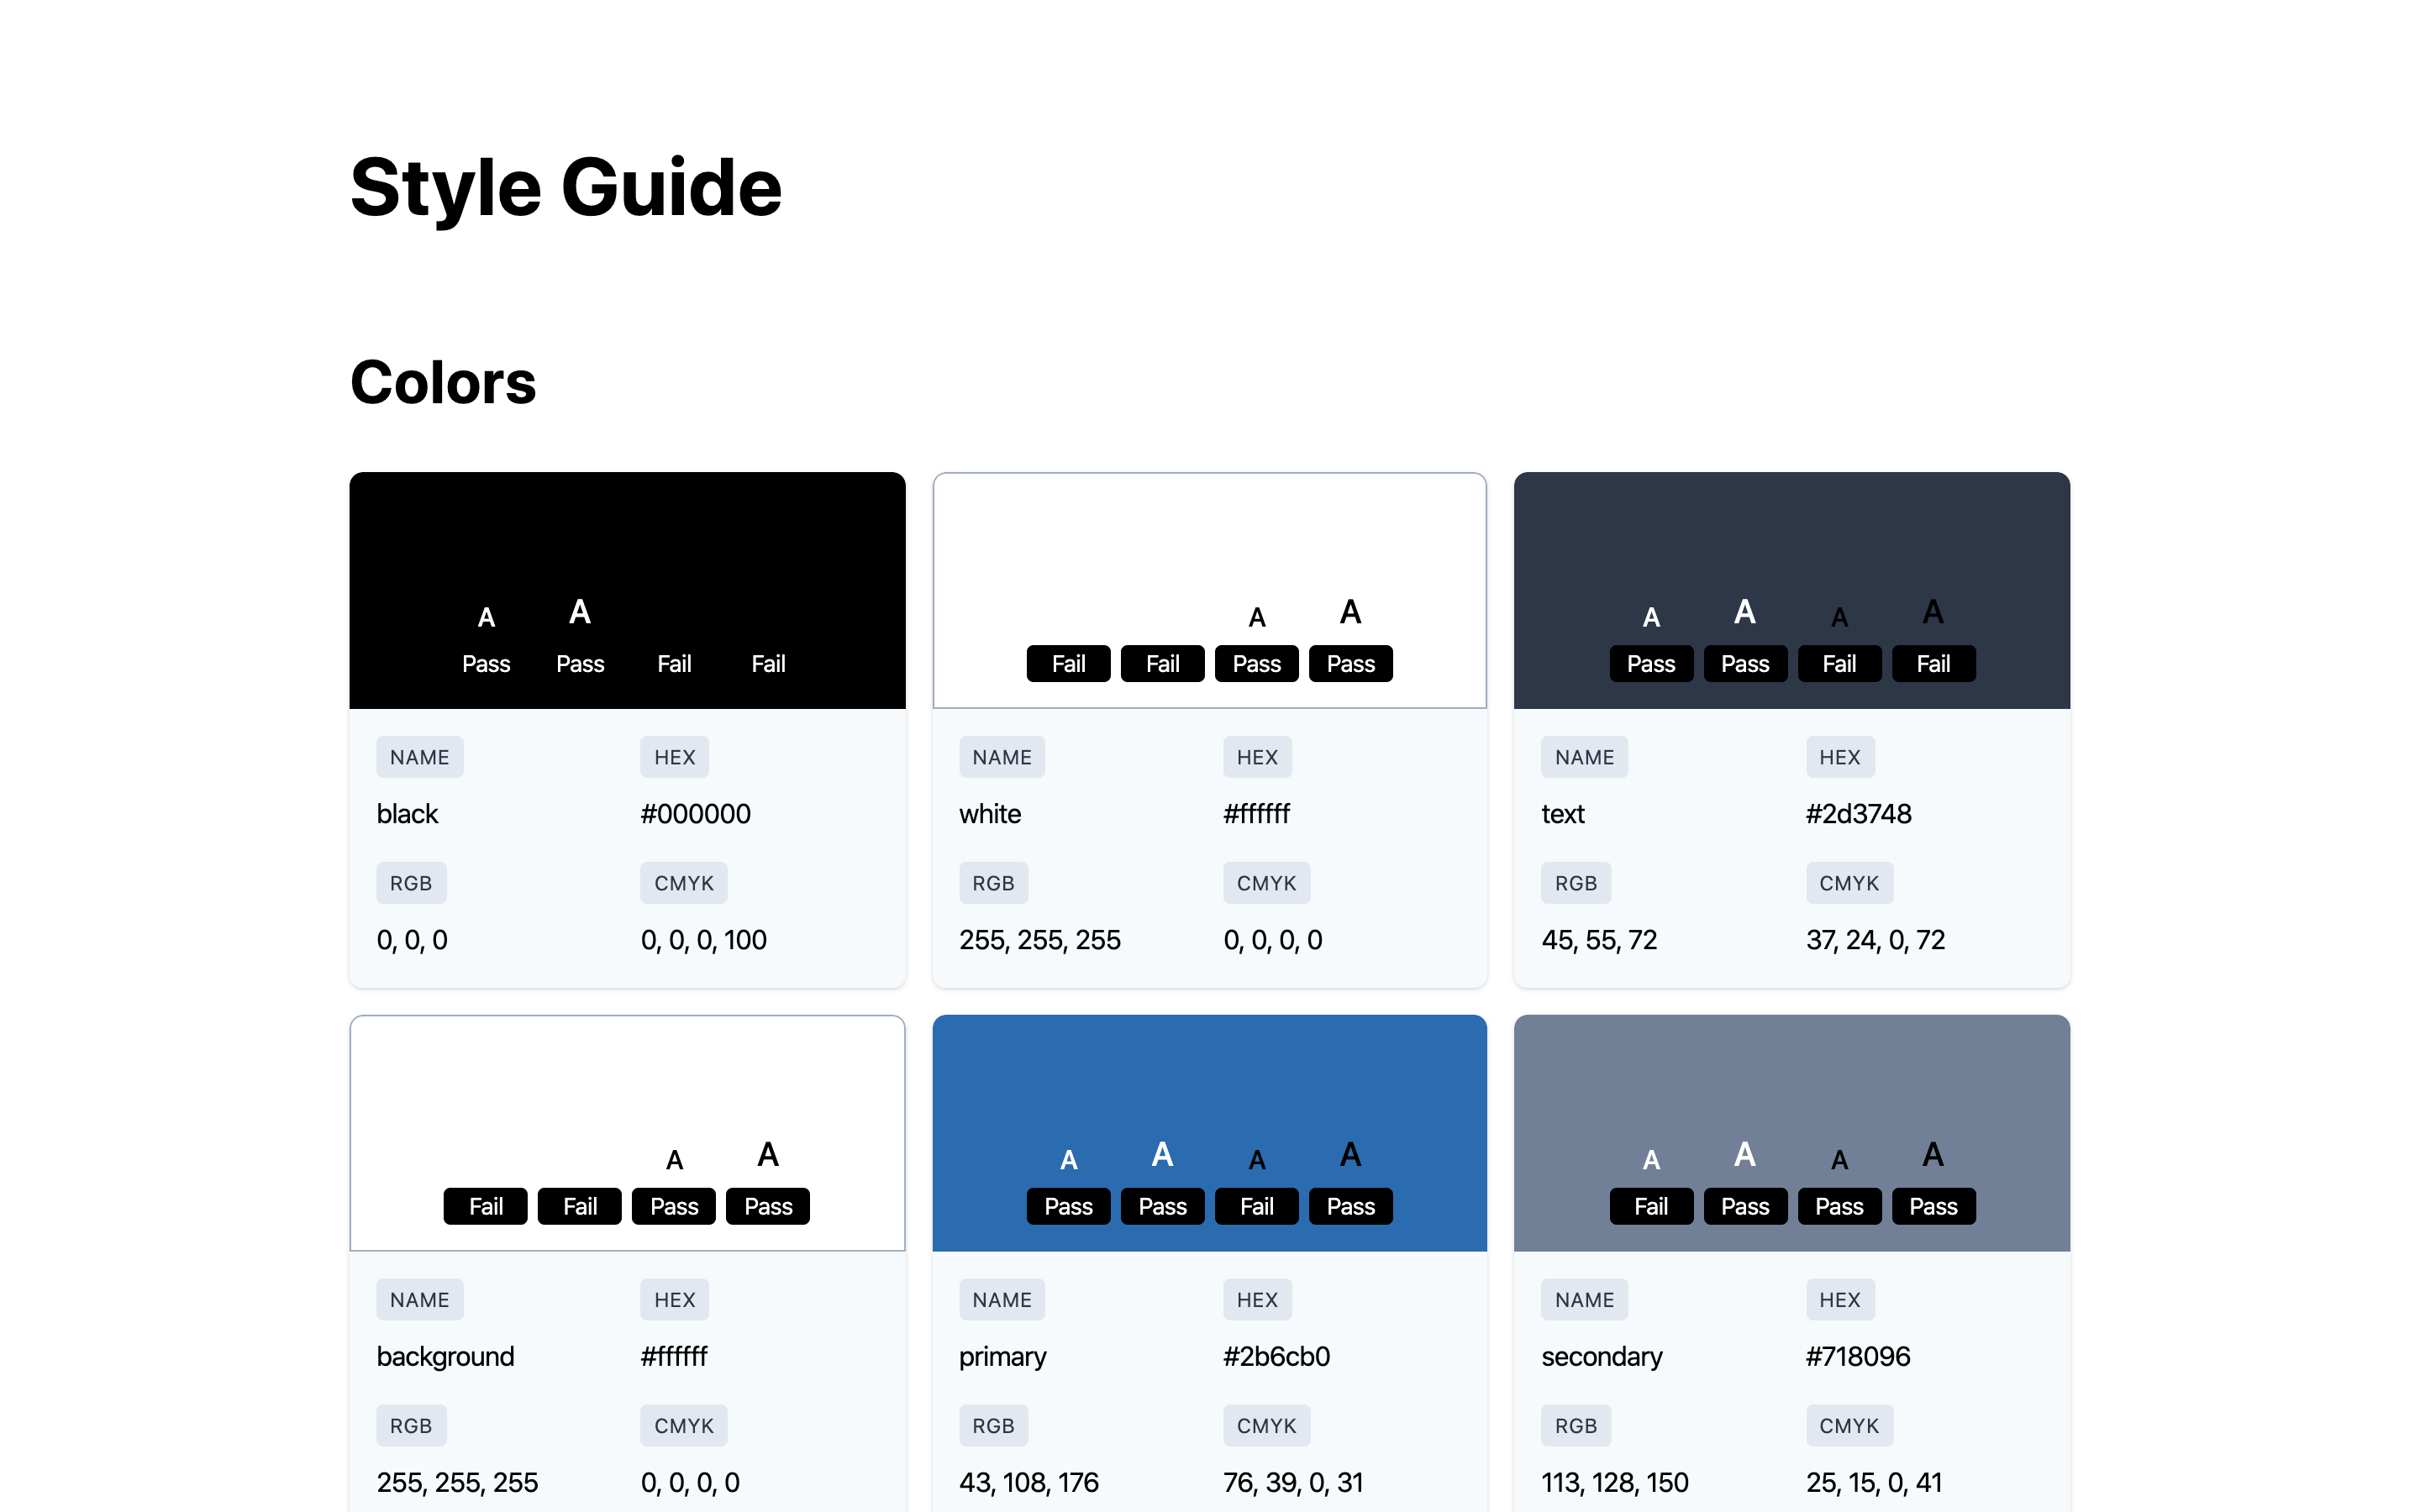 Style Guide
Colors
A A
Pass Pass Fail Fail
NAME HEX
black #000000
RGB CMYK
0, 0, 0 0, 0, 0, 100
A A
Fail Fail Pass Pass
NAME HEX
white #ffffff
RGB CMYK
255, 255, 255 0, 0, 0, 0
A A A A
Pass Pass Fail Fail
NAME HEX
text #2d3748
RGB CMYK
45, 55, 72 37, 24, 0, 72
A A
Fail Fail Pass Pass
NAME HEX
background #ffffff
RGB CMYK
255, 255, 255 0, 0, 0, 0
A A A A
Pass Pass Fail Pass
NAME HEX
primary #2b6cb0
RGB CMYK
43, 108, 176 76, 39, 0, 31
A A A A
Fail Pass Pass Pass
NAME HEX
secondary #718096
RGB CMYK
113, 128, 150 25, 15, 0, 41